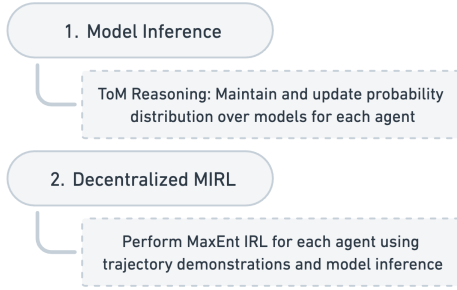 1. Model Inference
ToM Reasoning: Maintain and update probability
distribution over models for each agent
2. Decentralized MIRL
Perform MaxEnt IRL for each agent using
trajectory demonstrations and model inference